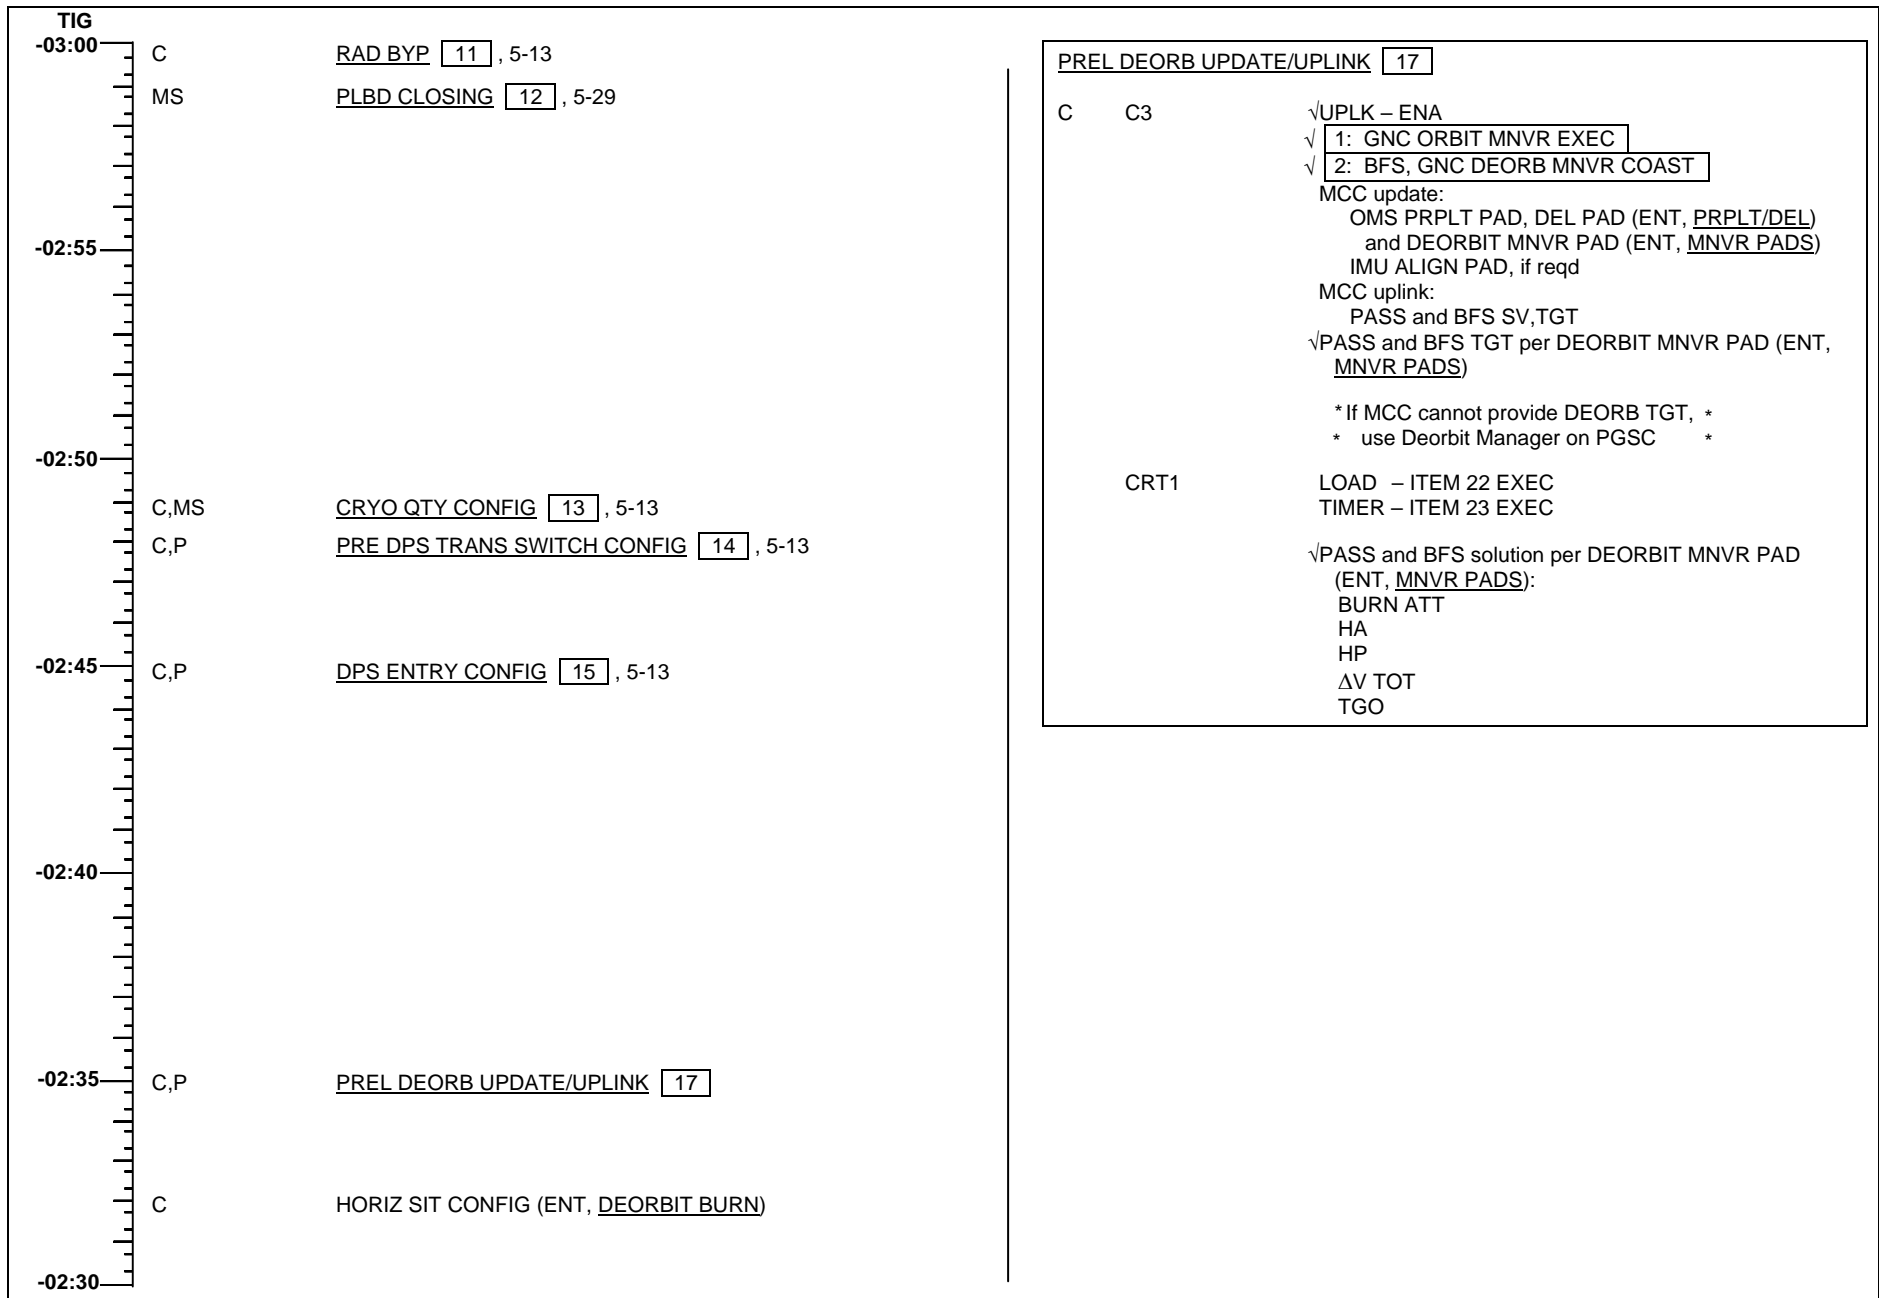 TIG
-03:00
C RAD BYP 11 , 5-13
MS PLBD CLOSING 12 , 5-29
-02:55
-02:50
C,MS CRYO QTY CONFIG 13 , 5-13
C,P PRE DPS TRANS SWITCH CONFIG 14 , 5-13
-02:45
C,P DPS ENTRY CONFIG 15 , 5-13
-02:40
-02:35
C,P PREL DEORB UPDATE/UPLINK 17
C HORIZ SIT CONFIG (ENT, DEORBIT BURN)
-02:30
PREL DEORB UPDATE/UPLINK 17
C C3 √UPLK – ENA
√ 1: GNC ORBIT MNVR EXEC
√ 2: BFS, GNC DEORB MNVR COAST
MCC update:
OMS PRPLT PAD, DEL PAD (ENT, PRPLT/DEL)
and DEORBIT MNVR PAD (ENT, MNVR PADS)
IMU ALIGN PAD, if reqd
MCC uplink:
PASS and BFS SV,TGT
√PASS and BFS TGT per DEORBIT MNVR PAD (ENT,
MNVR PADS)
* If MCC cannot provide DEORB TGT, *
* use Deorbit Manager on PGSC *
CRT1 LOAD – ITEM 22 EXEC
TIMER – ITEM 23 EXEC
√PASS and BFS solution per DEORBIT MNVR PAD
(ENT, MNVR PADS):
BURN ATT
HA
HP
ΔV TOT
TGO